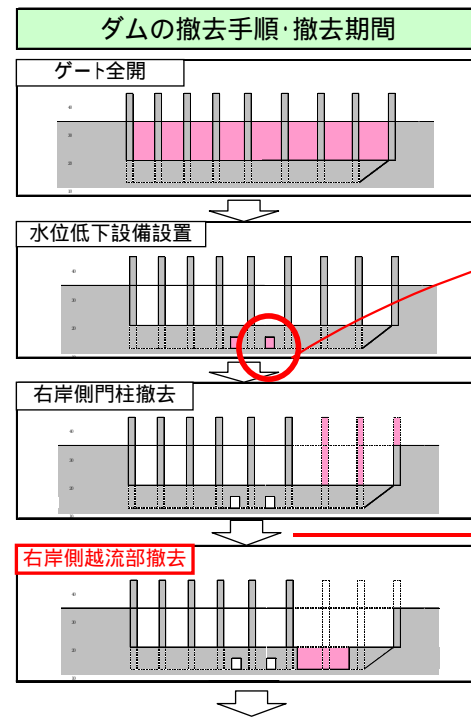 ダムの撤去手順・撤去期間
ゲート全開
水位低下設備設置
右岸側門柱撤去
右岸側越流部撤去